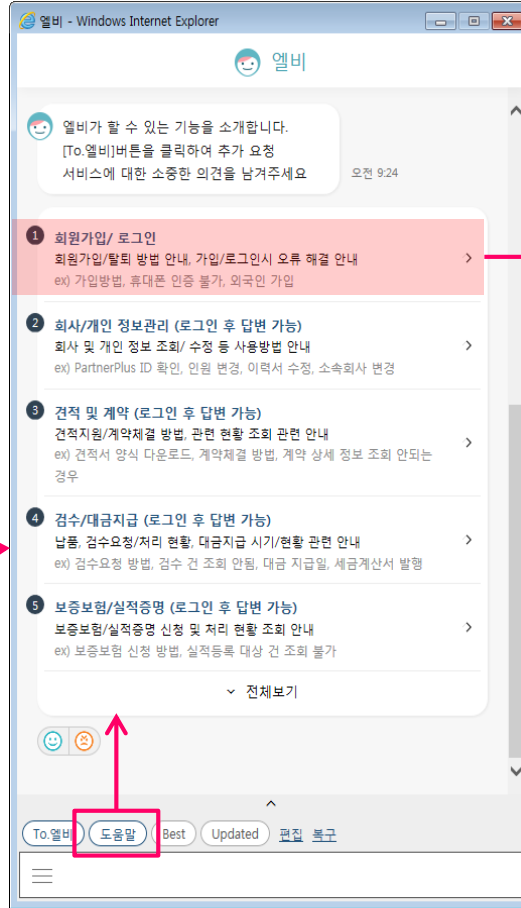 엘비 - Windows Internet Explorer
엘비
엘비가 할 수 있는 기능을 소개합니다.
[To.엘비]버튼을 클릭하여 추가 요청
서비스에 대한 소중한 의견을 남겨주세요
오전 9:24
1 회원가입/ 로그인
회원가입/탈퇴 방법 안내, 가입/로그인시 오류 해결 안내
ex) 가입방법, 휴대폰 인증 불가, 외국인 가입
2 회사/개인 정보관리 (로그인 후 답변 가능)
회사 및 개인 정보 조회/ 수정 등 사용방법 안내
ex) PartnerPlus ID 확인, 인원 변경, 이력서 수정, 소속회사 변경
3 견적 및 계약 (로그인 후 답변 가능)
견적지원/계약체결 방법, 관련 현황 조회 관련 안내
ex) 견적서 양식 다운로드, 계약체결 방법, 계약 상세 정보 조회 안되는
경우
4 검수/대금지급 (로그인 후 답변 가능)
납품, 검수요청/처리 현황, 대금지급 시기/현황 관련 안내
ex) 검수요청 방법, 검수 건 조회 안됨, 대금 지급일, 세금계산서 발행
5 보증보험/실적증명 (로그인 후 답변 가능)
보증보험/실적증명 신청 및 처리 현황 조회 안내
ex) 보증보험 신청 방법, 실적등록 대상 건 조회 불가
전체보기
To.엘비 도움말 Best Updated 편집 복구